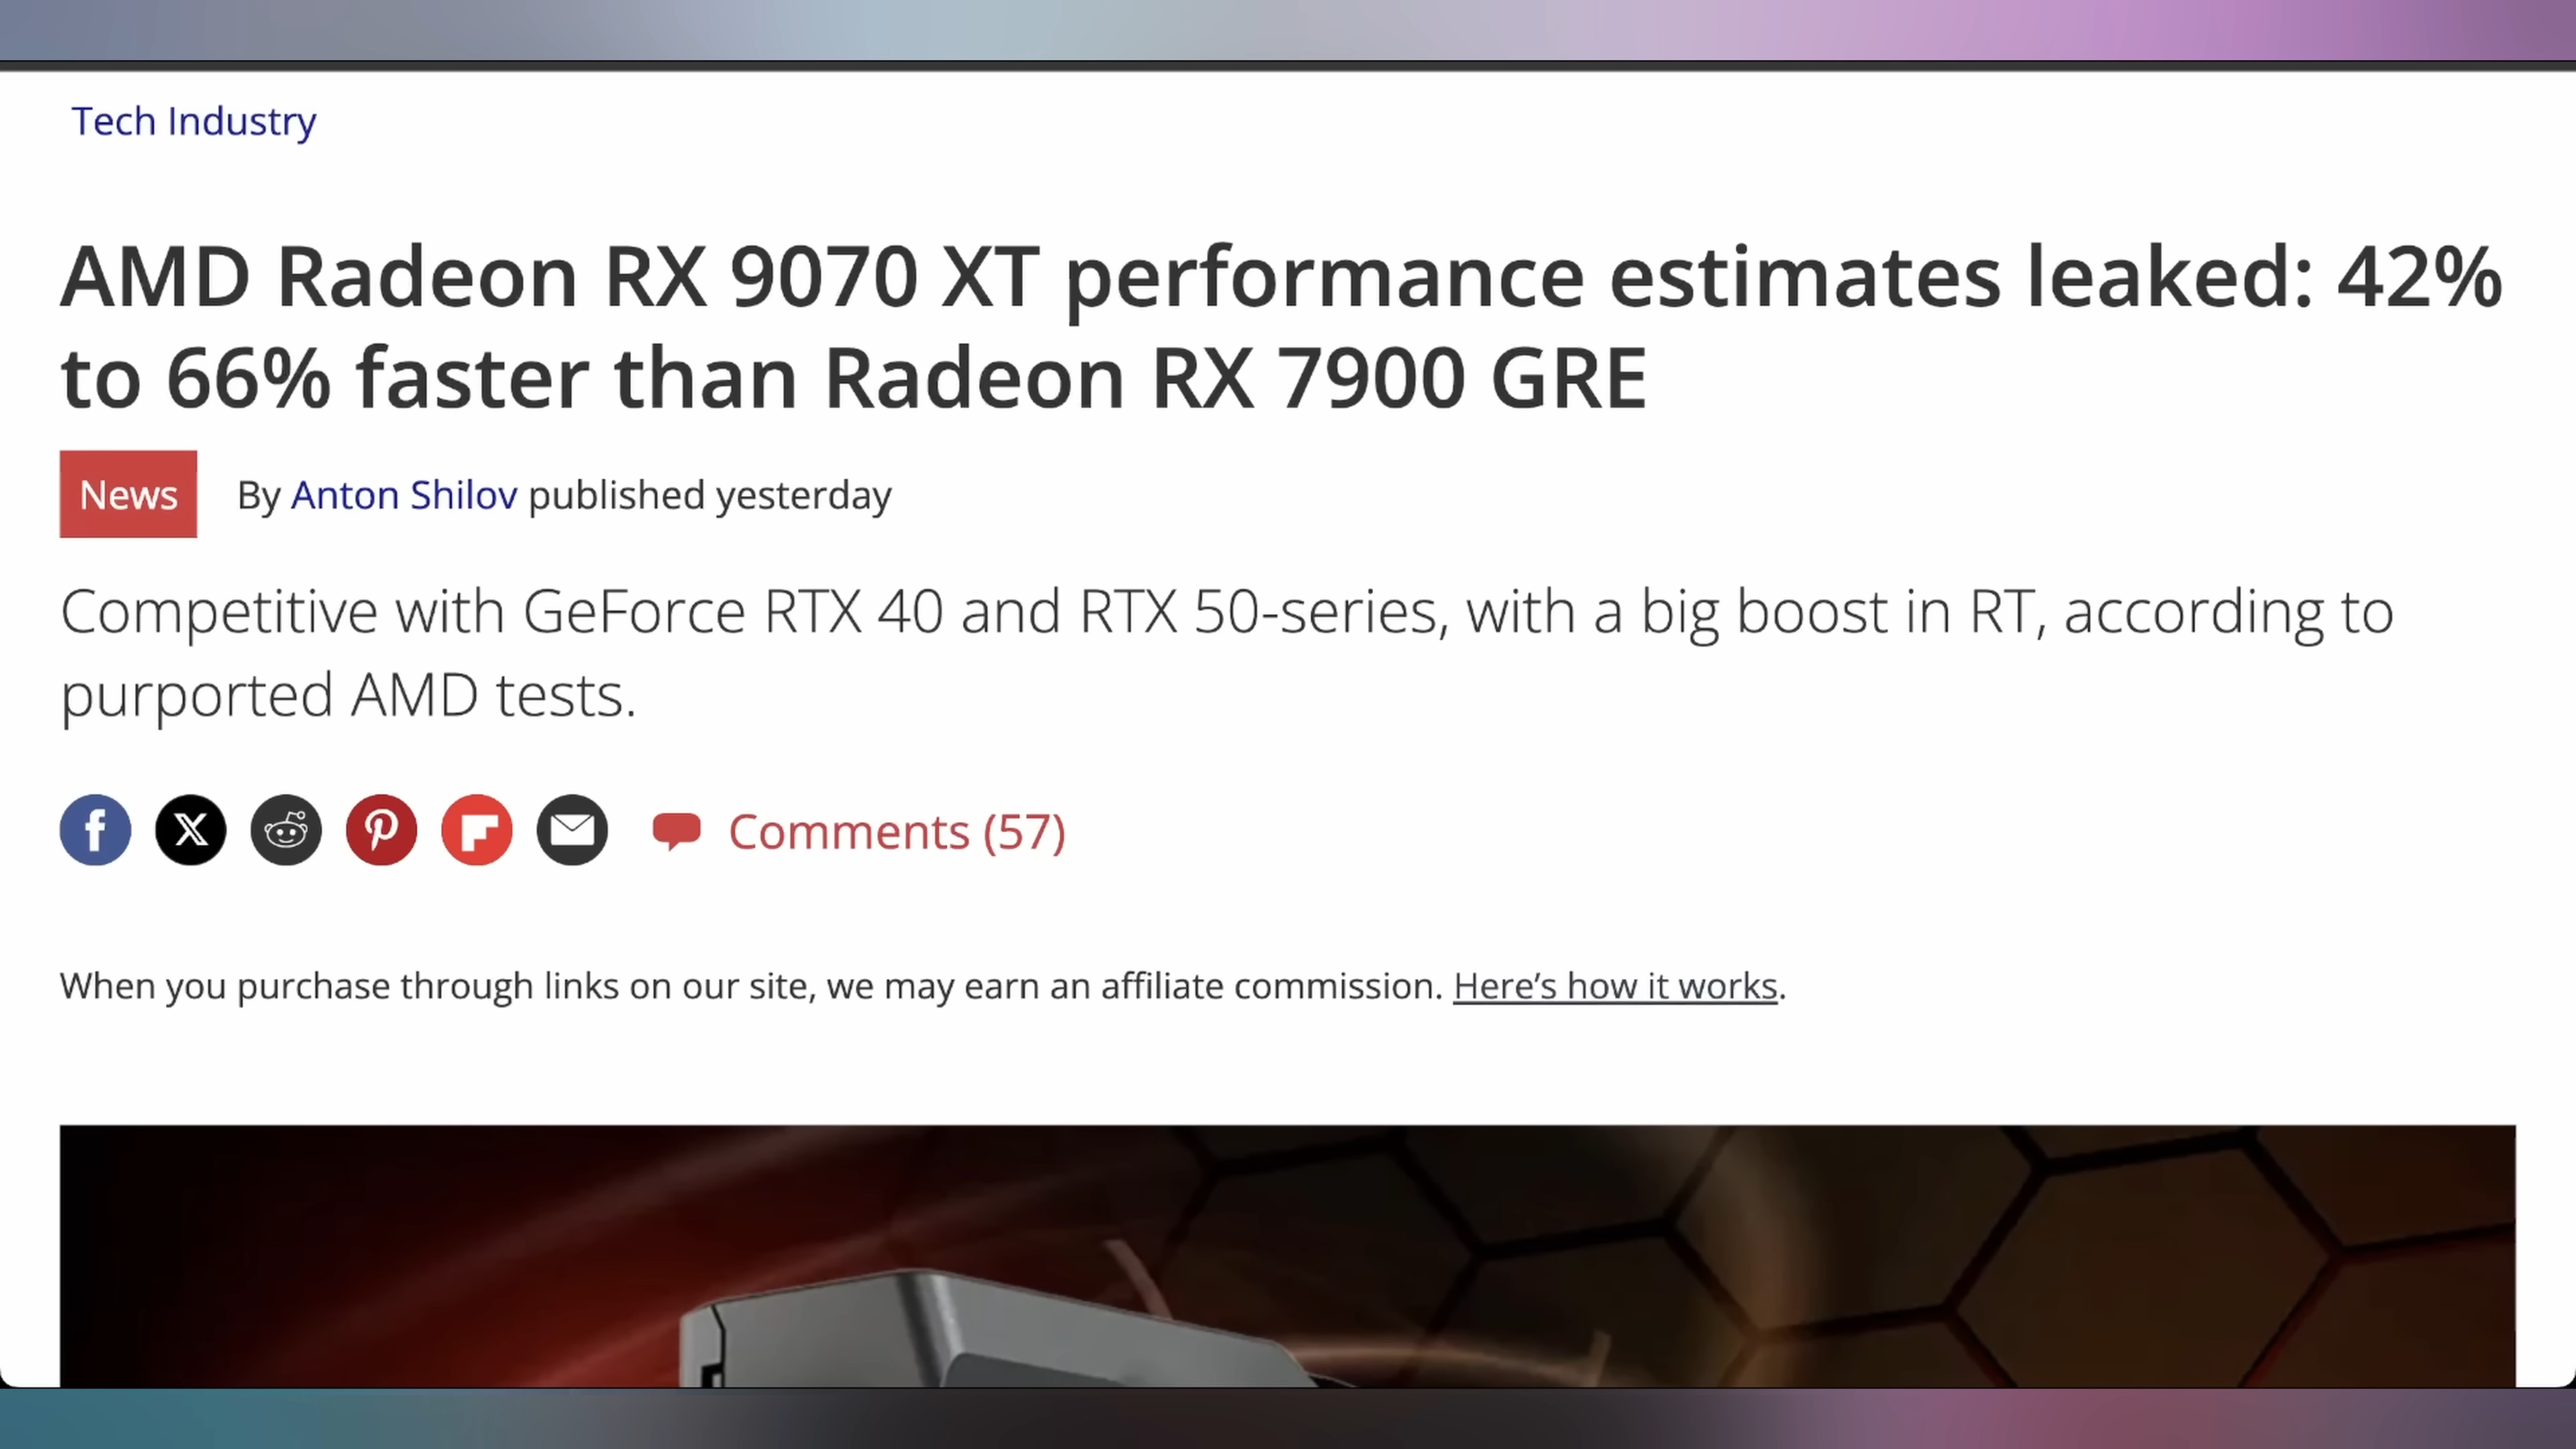 Tech Industry
AMD Radeon RX 9070 XT performance estimates leaked: 42%
to 66% faster than Radeon RX 7900 GRE
News
By Anton Shilov published yesterday
Competitive with GeForce RTX 40 and RTX 50-series, with a big boost in RT, according to
purported AMD tests.
Comments (57)
When you purchase through links on our site, we may earn an affiliate commission. Here’s how it works.